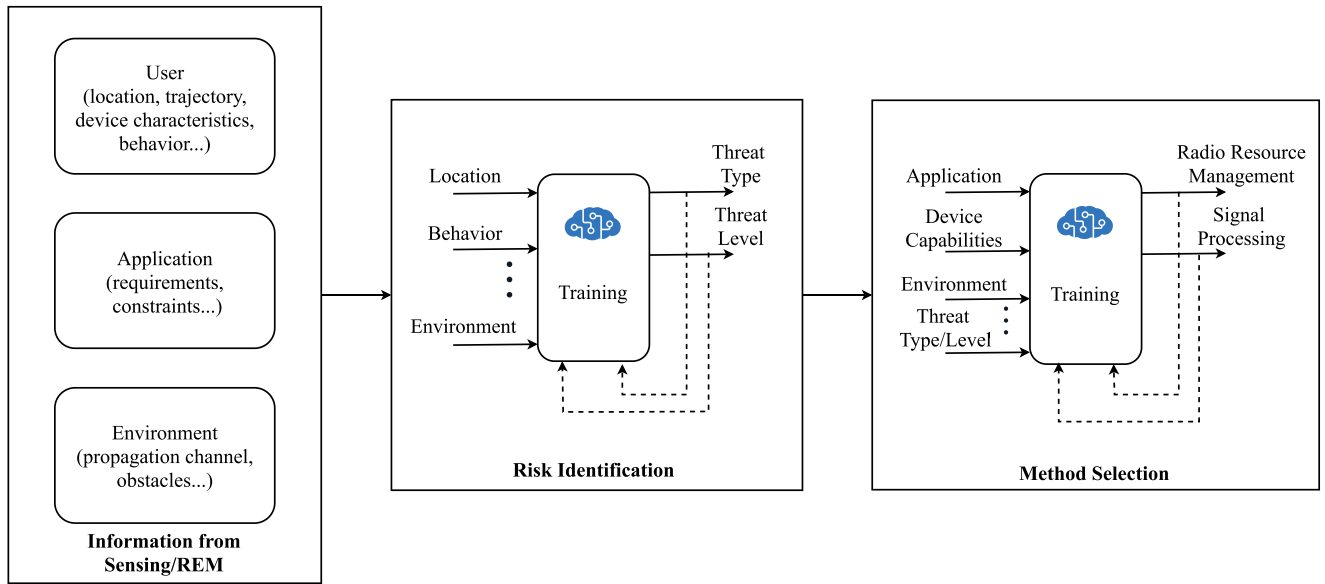 User
(location, trajectory,
device characteristics,
behavior...)
Application
(requirements,
constraints...)
Environment
(propagation channel,
obstacles...)
Information from
Sensing/REM
Location
Behavior
Environment
Training
Threat
Type
Threat
Level
Risk Identification
Application
Device
Capabilities
Environment
Threat
Type/Level
Training
Radio Resource
Management
Signal
Processing
Method Selection